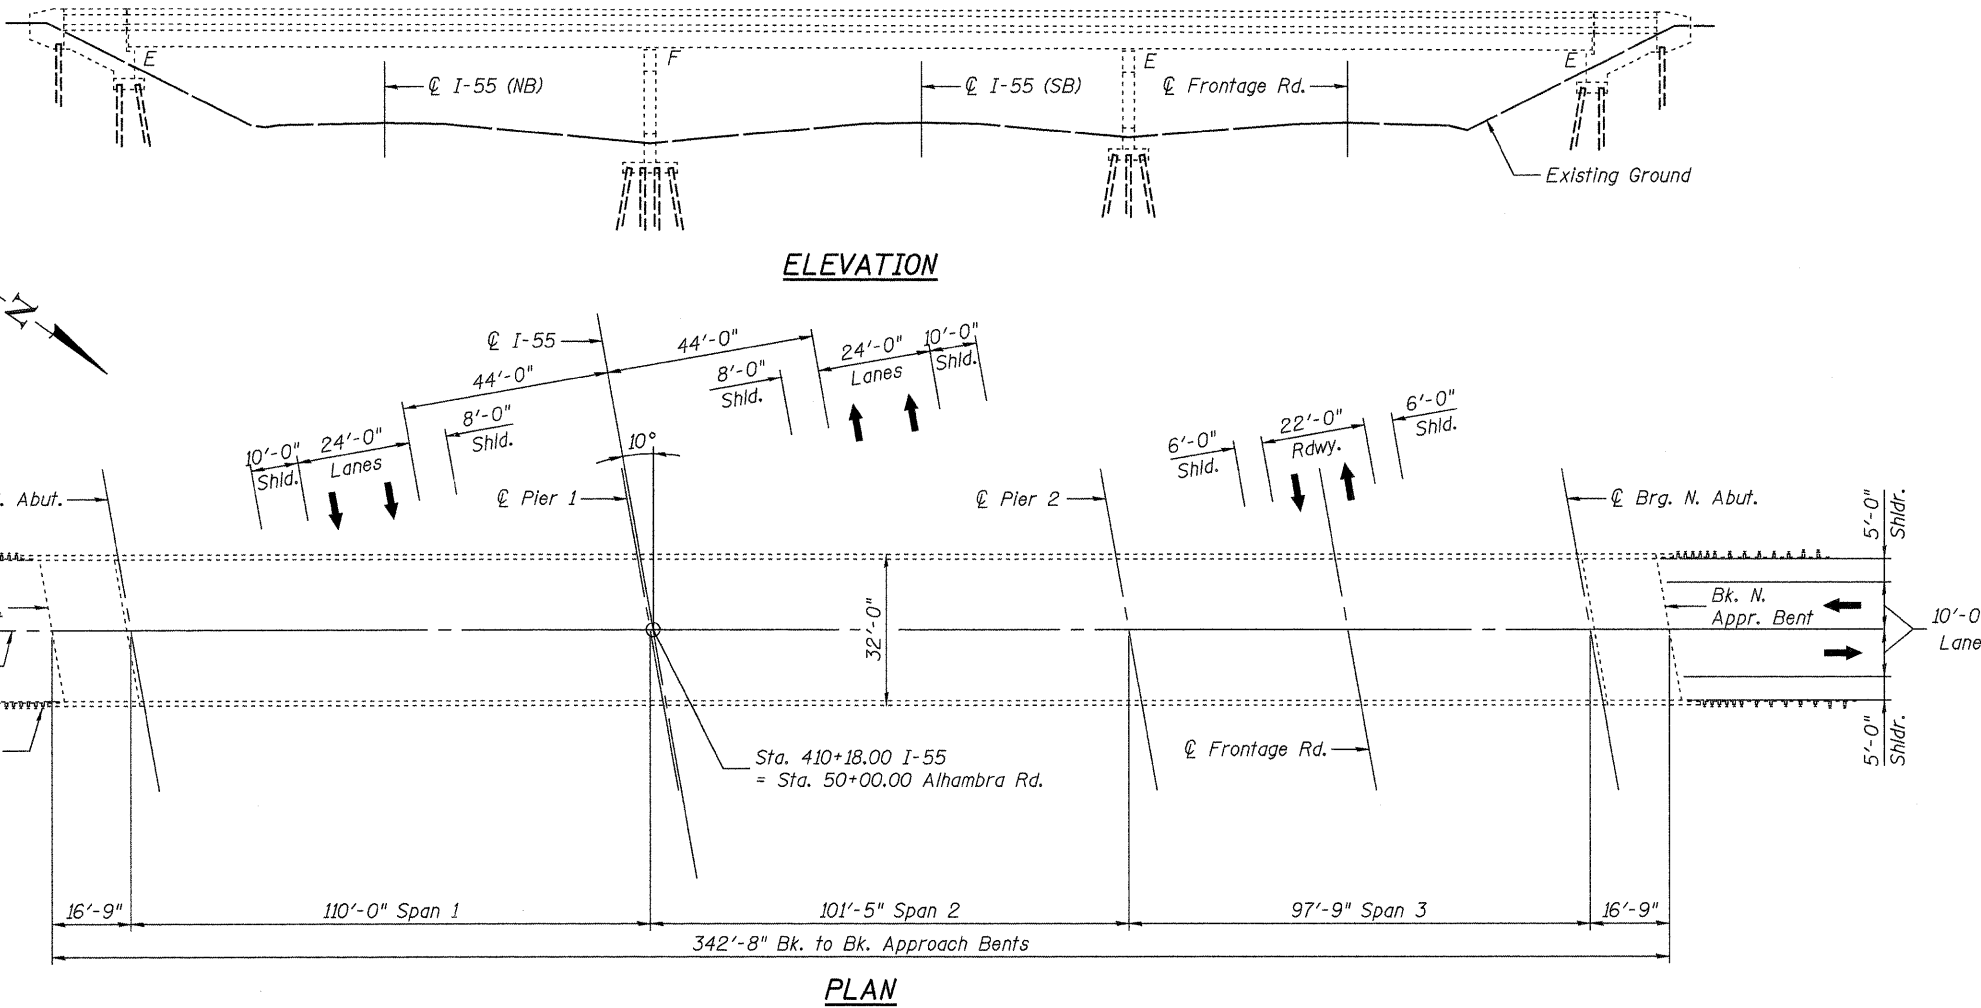 E
F
E
E
℄ I-55 (NB)
℄ I-55 (SB)
℄ Frontage Rd.
Existing Ground
ELEVATION
N
℄ I-55
44'-0"
24'-0"
Lanes
10'-0"
Shld.
8'-0"
Shld.
44'-0"
8'-0"
Shld.
24'-0"
Lanes
10'-0"
Shld.
10°
6'-0"
Shld.
22'-0"
Rdwy.
6'-0"
Shld.
Abut.
℄ Pier 1
℄ Pier 2
℄ Brg. N. Abut.
5'-0"
Shldr.
32'-0"
Bk. N.
Appr. Bent
10'-0
Lane
5'-0"
Shldr.
℄ Frontage Rd.
Sta. 410+18.00 I-55
= Sta. 50+00.00 Alhambra Rd.
16'-9"
110'-0" Span 1
101'-5" Span 2
97'-9" Span 3
16'-9"
342'-8" Bk. to Bk. Approach Bents
PLAN